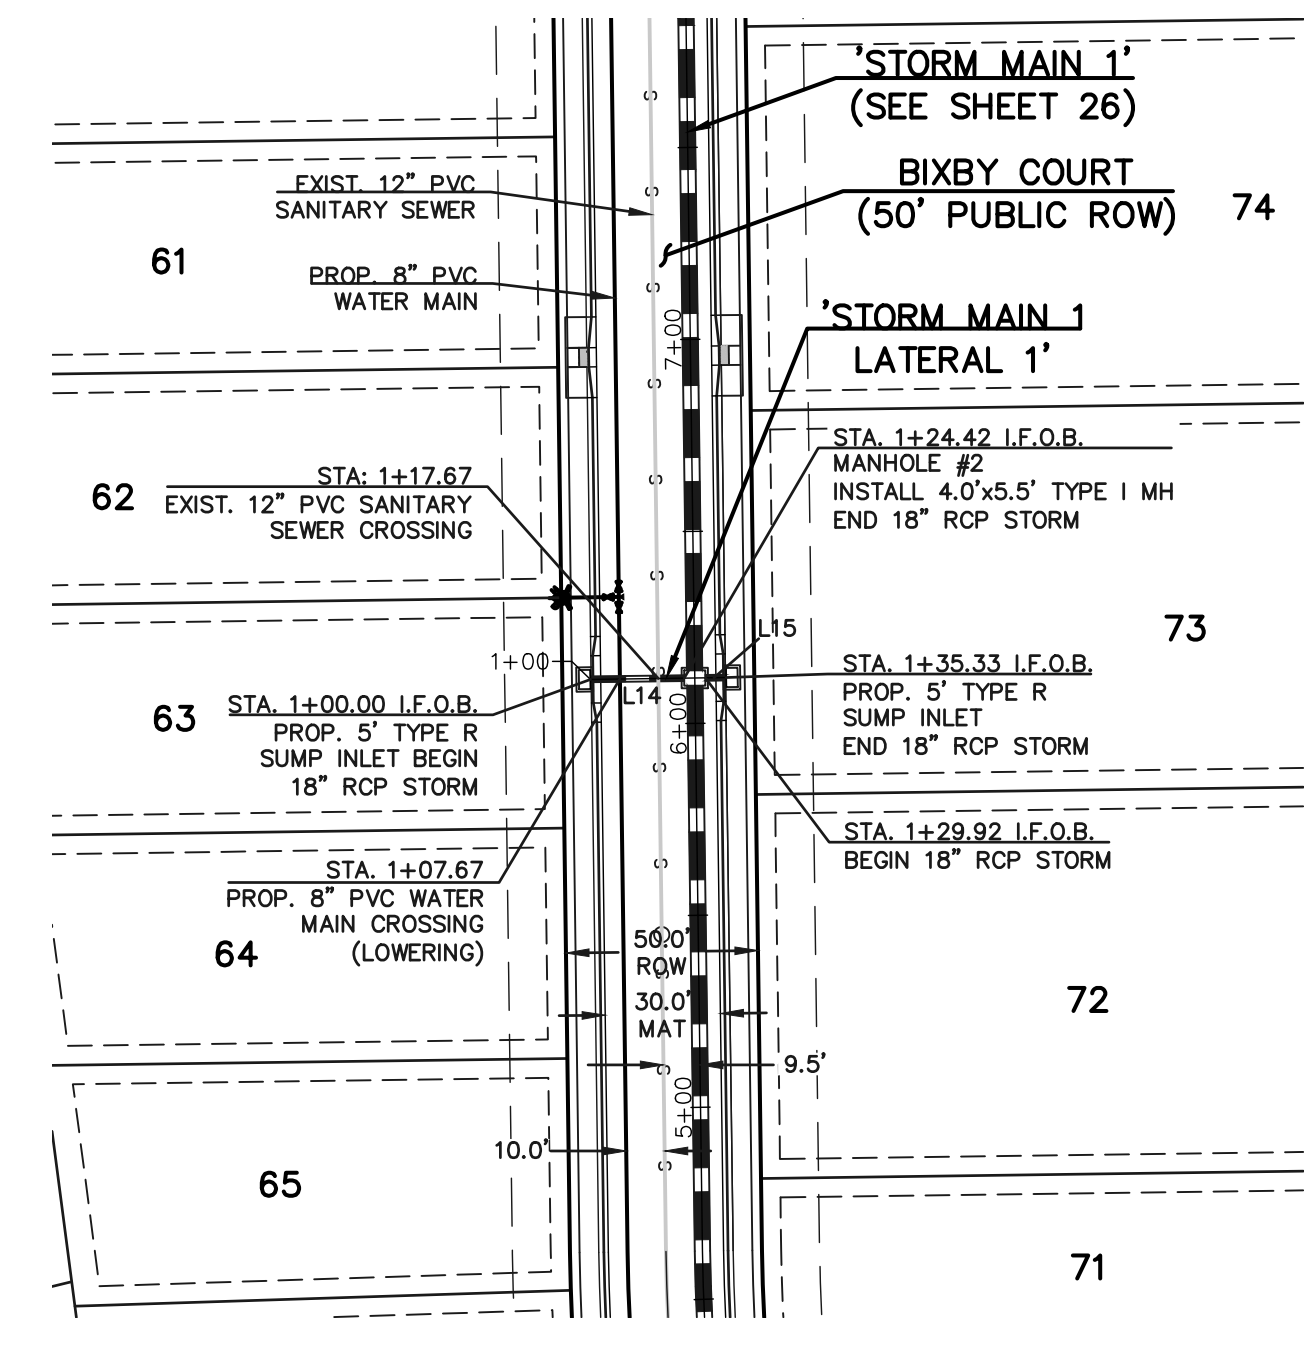 'STORM MAIN 1'
(SEE SHEET 26)
BIXBY COURT
(50' PUBLIC ROW)
74
EXIST. 12" PVC
SANITARY SEWER
61
PROP. 8" PVC
WATER MAIN
7+00
'STORM MAIN 1
LATERAL 1'
STA: 1+17.67
EXIST. 12" PVC SANITARY
SEWER CROSSING
62
STA. 1+24.42 I.F.O.B.
MANHOLE #2
INSTALL 4.0'x5.5' TYPE I MH
END 18" RCP STORM
73
L15
1+00
L14
6+00
STA. 1+00.00 I.F.O.B.
PROP. 5' TYPE R
SUMP INLET BEGIN
18" RCP STORM
63
STA. 1+35.33 I.F.O.B.
PROP. 5' TYPE R
SUMP INLET
END 18" RCP STORM
STA. 1+29.92 I.F.O.B.
BEGIN 18" RCP STORM
STA. 1+07.67
PROP. 8" PVC WATER
MAIN CROSSING
(LOWERING)
64
50.0'
ROW
30.0'
MAT
72
9.5'
5+00
10.0'
65
71
S
S
S
S
S
S
S
S
S
S
S
S